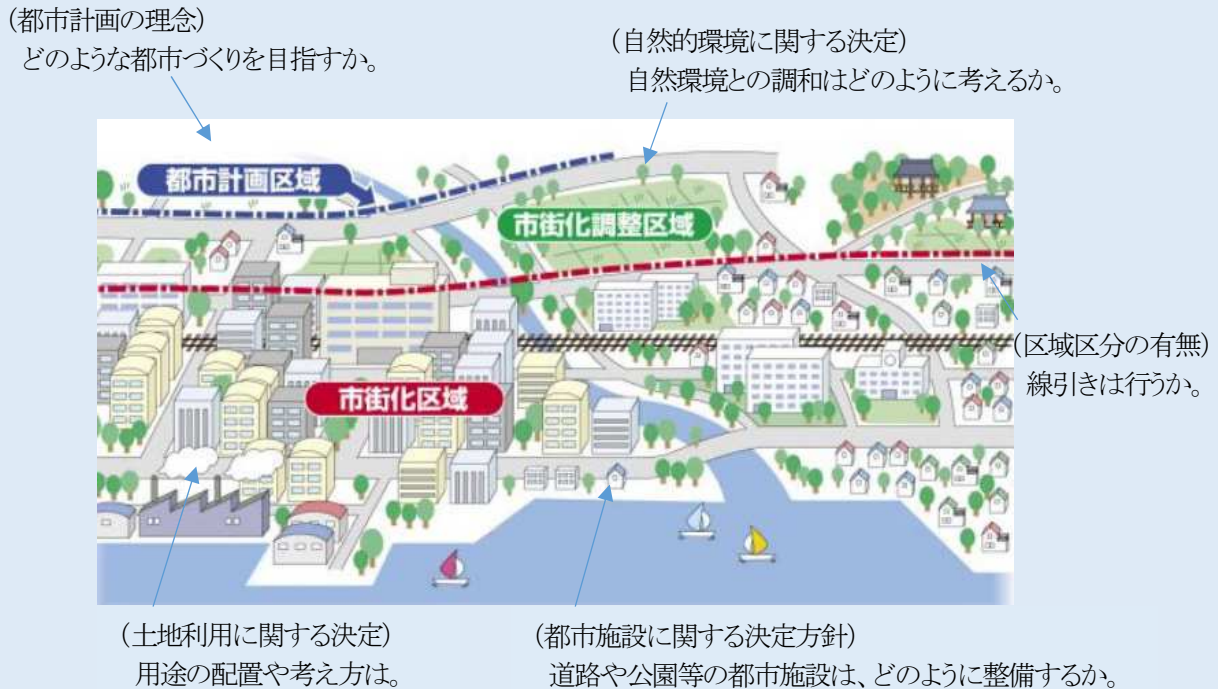 (都市計画の理念)
どのような都市づくりを目指すか。
(自然的環境に関する決定)
自然環境との調和はどのように考えるか。
都市計画区域
市街化調整区域
(区域区分の有無)
線引きは行うか。
市街化区域
(土地利用に関する決定)
用途の配置や考え方は。
(都市施設に関する決定方針)
道路や公園等の都市施設は、どのように整備するか。